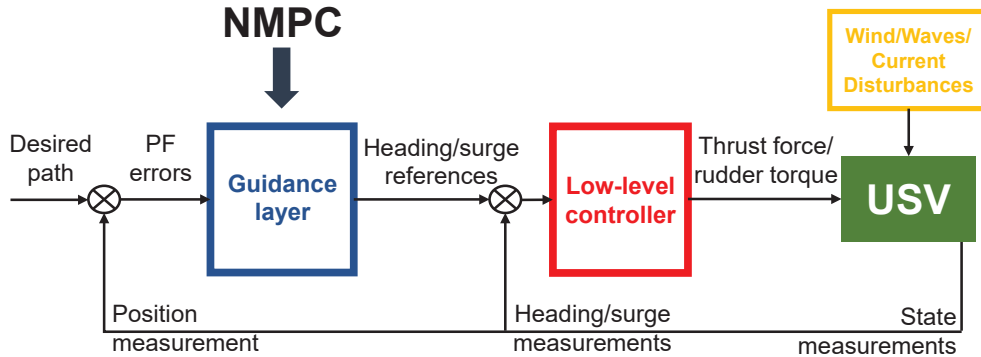 NMPC
Wind/Waves/
Current
Disturbances
Desired
path
PF
errors
Guidance
layer
Heading/surge
references
Low-level
controller
Thrust force/
rudder torque
USV
Position
measurement
Heading/surge
measurements
State
measurements